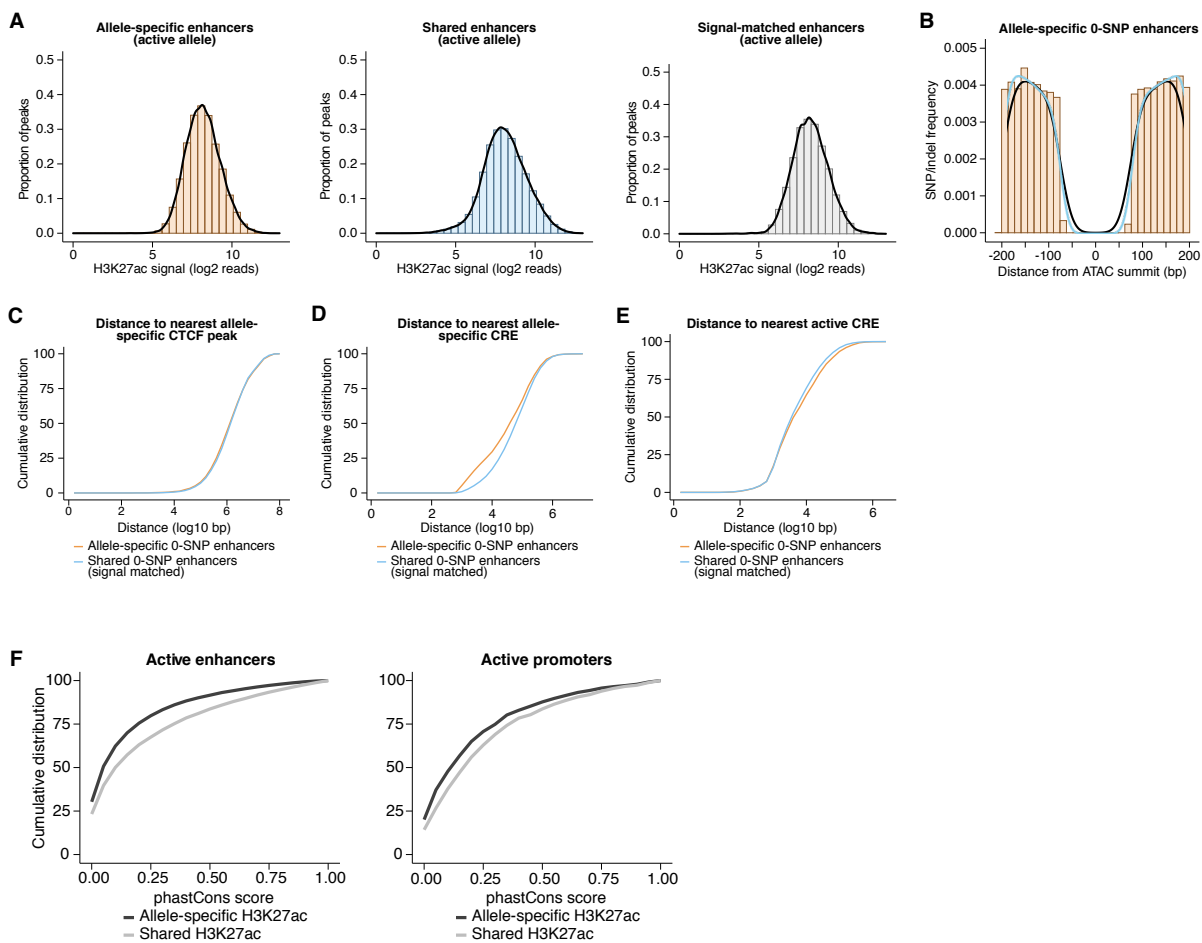 A
Allele-specific enhancers
(active allele)
Proportion of peaks
0.5
0.4
0.3
0.2
0.1
0.0
0 5 10
H3K27ac signal (log2 reads)
Shared enhancers
(active allele)
Proportion of peaks
0.5
0.4
0.3
0.2
0.1
0.0
0 5 10
H3K27ac signal (log2 reads)
Signal-matched enhancers
(active allele)
Proportion of peaks
0.5
0.4
0.3
0.2
0.1
0.0
0 5 10
H3K27ac signal (log2 reads)
B
Allele-specific 0-SNP enhancers
SNP/indel frequency
0.005
0.004
0.003
0.002
0.001
0.000
-200 -100 0 100 200
Distance from ATAC summit (bp)
C
Distance to nearest allele-
specific CTCF peak
Cumulative distribution
100
75
50
25
0
0 2 4 6 8
Distance (log10 bp)
Allele-specific 0-SNP enhancers
Shared 0-SNP enhancers
(signal matched)
D
Distance to nearest allele-
specific CRE
Cumulative distribution
100
75
50
25
0
0 2 4 6
Distance (log10 bp)
Allele-specific 0-SNP enhancers
Shared 0-SNP enhancers
(signal matched)
E
Distance to nearest active CRE
Cumulative distribution
100
75
50
25
0
0 2 4 6
Distance (log10 bp)
Allele-specific 0-SNP enhancers
Shared 0-SNP enhancers
(signal matched)
F
Active enhancers
Cumulative distribution
100
75
50
25
0
0.00 0.25 0.50 0.75 1.00
phastCons score
Allele-specific H3K27ac
Shared H3K27ac
Active promoters
100
75
50
25
0
0.00 0.25 0.50 0.75 1.00
phastCons score
Allele-specific H3K27ac
Shared H3K27ac